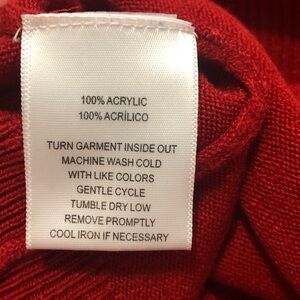 100% ACRYLIC
100% ACRÍLICO
TURN GARMENT INSIDE OUT
MACHINE WASH COLD
WITH LIKE COLORS
GENTLE CYCLE
TUMBLE DRY LOW
REMOVE PROMPTLY
COOL IRON IF NECESSARY